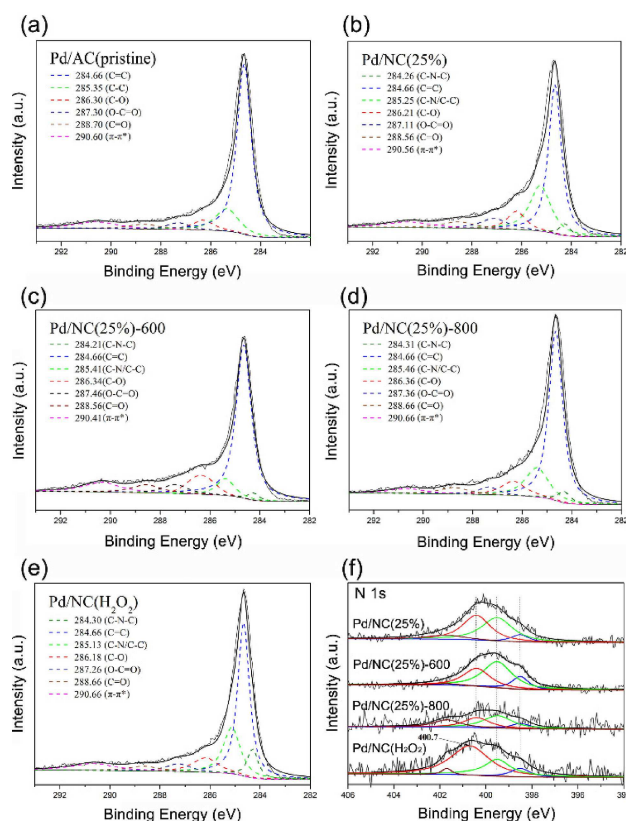 (a)
Pd/AC(pristine)
284.66 (C=C)
285.35 (C-C)
286.30 (C-O)
287.30 (O-C=O)
288.70 (C=O)
290.60 (π-π*)
Intensity (a.u.)
292 290 288 286 284 282
Binding Energy (eV)
(b)
Pd/NC(25%)
284.26 (C-N-C)
284.66 (C=C)
285.25 (C-N/C-C)
286.21 (C-O)
287.11 (O-C=O)
288.56 (C=O)
290.56 (π-π*)
Intensity (a.u.)
292 290 288 286 284 282
Binding Energy (eV)
(c)
Pd/NC(25%)-600
284.21(C-N-C)
284.66(C=C)
285.41(C-N/C-C)
286.34(C-O)
287.46(O-C=O)
288.56(C=O)
290.41(π-π*)
Intensity (a.u.)
292 290 288 286 284 282
Binding Energy (eV)
(d)
Pd/NC(25%)-800
284.31 (C-N-C)
284.66 (C=C)
285.46 (C-N/C-C)
286.36 (C-O)
287.36 (O-C=O)
288.66 (C=O)
290.66 (π-π*)
Intensity (a.u.)
292 290 288 286 284 282
Binding Energy (eV)
(e)
Pd/NC(H₂O₂)
284.30 (C-N-C)
284.66 (C=C)
285.13 (C-N/C-C)
286.18 (C-O)
287.26 (O-C=O)
288.66 (C=O)
290.66 (π-π*)
Intensity (a.u.)
292 290 288 286 284 282
Binding Energy (eV)
(f)
N 1s
Pd/NC(25%)
Pd/NC(25%)-600
Pd/NC(25%)-800
400.7
Pd/NC(H₂O₂)
Intensity (a.u.)
406 404 402 400 398 396 39
Binding Energy (eV)